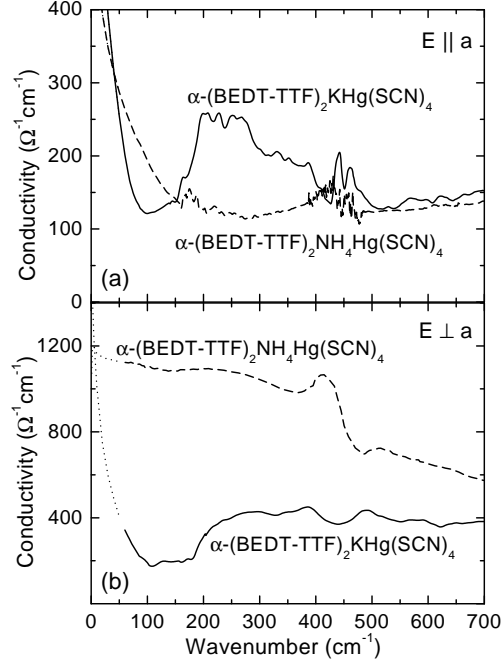 400
E || a
α-(BEDT-TTF)₂KHg(SCN)₄
300
200
100
α-(BEDT-TTF)₂NH₄Hg(SCN)₄
(a)
0
Conductivity (Ω⁻¹cm⁻¹)
E ⊥ a
α-(BEDT-TTF)₂NH₄Hg(SCN)₄
1200
800
400
α-(BEDT-TTF)₂KHg(SCN)₄
(b)
0
Conductivity (Ω⁻¹cm⁻¹)
0 100 200 300 400 500 600 700
Wavenumber (cm⁻¹)